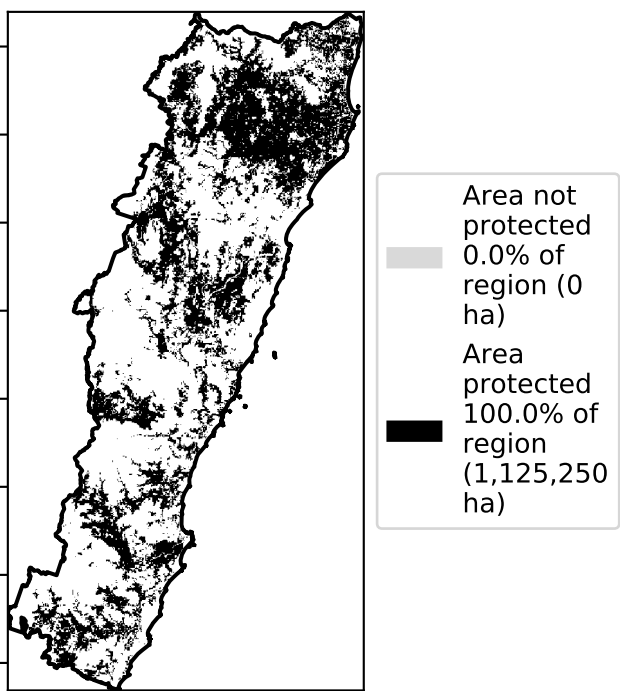 Area not
protected
0.0% of
region (0
ha)
Area
protected
100.0% of
region
(1,125,250
ha)